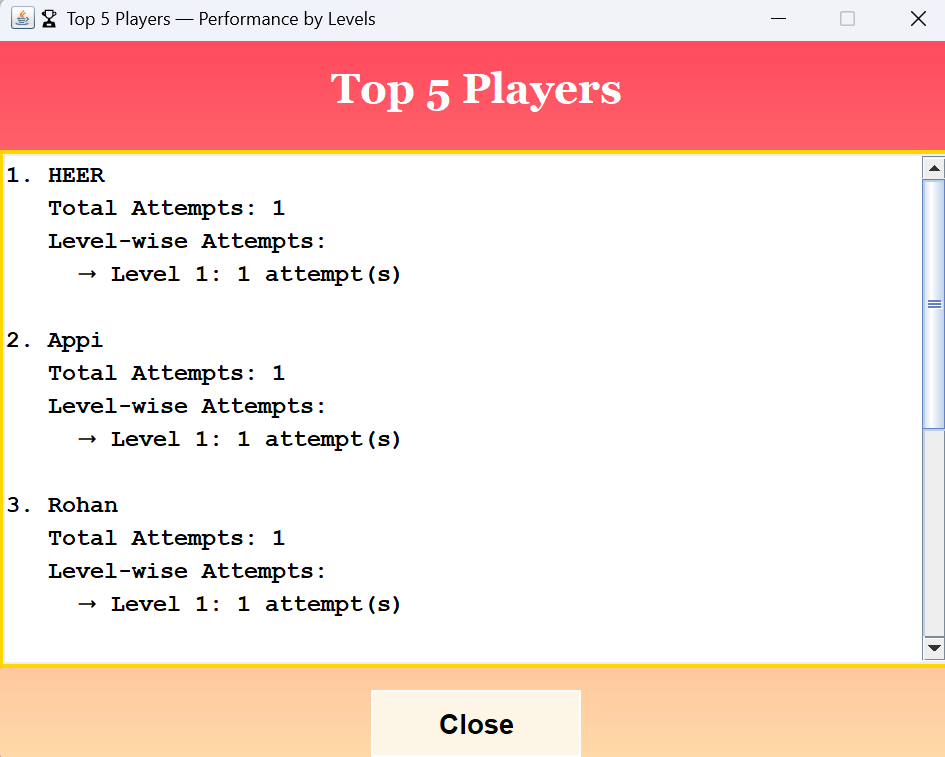 Top 5 Players — Performance by Levels
Top 5 Players
1. HEER
Total Attempts: 1
Level-wise Attempts:
→ Level 1: 1 attempt(s)
2. Appi
Total Attempts: 1
Level-wise Attempts:
→ Level 1: 1 attempt(s)
3. Rohan
Total Attempts: 1
Level-wise Attempts:
→ Level 1: 1 attempt(s)
Close